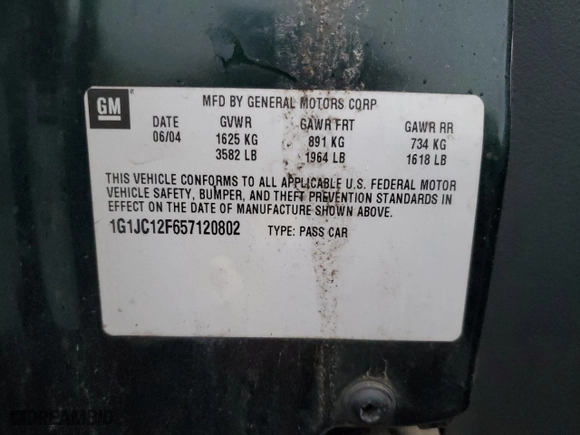 GM
MFD BY GENERAL MOTORS CORP
DATE GVWR GAWR FRT GAWR RR
06/04 1625 KG 891 KG 734 KG
3582 LB 1964 LB 1618 LB
THIS VEHICLE CONFORMS TO ALL APPLICABLE U.S. FEDERAL MOTOR
VEHICLE SAFETY, BUMPER, AND THEFT PREVENTION STANDARDS IN
EFFECT ON THE DATE OF MANUFACTURE SHOWN ABOVE.
1G1JC12F657120802 TYPE: PASS CAR
DREAMBID